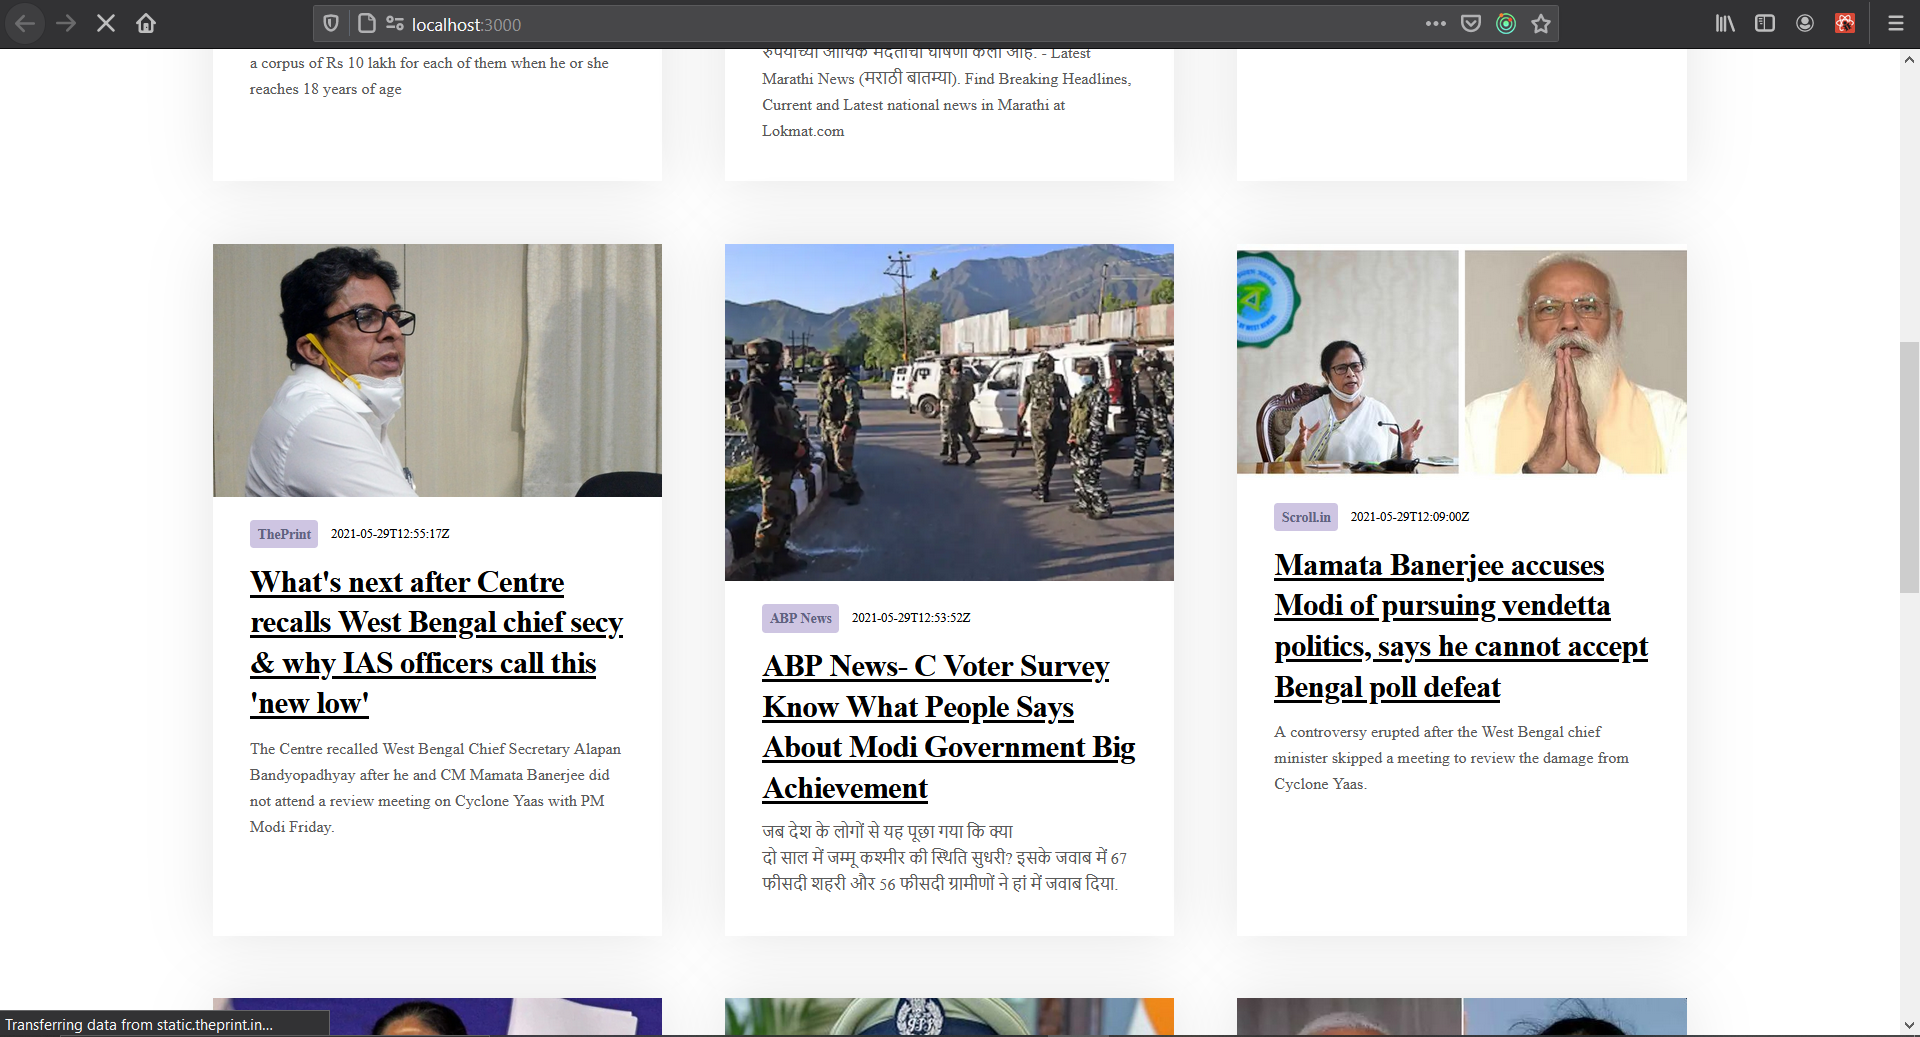 localhost:3000
a corpus of Rs 10 lakh for each of them when he or she
reaches 18 years of age
रुपयांच्या आर्थिक मदतीची घोषणा केली आहे. - Latest
Marathi News (मराठी बातम्या). Find Breaking Headlines,
Current and Latest national news in Marathi at
Lokmat.com
ThePrint 2021-05-29T12:55:17Z
What's next after Centre
recalls West Bengal chief secy
& why IAS officers call this
'new low'
The Centre recalled West Bengal Chief Secretary Alapan
Bandyopadhyay after he and CM Mamata Banerjee did
not attend a review meeting on Cyclone Yaas with PM
Modi Friday.
ABP News 2021-05-29T12:53:52Z
ABP News- C Voter Survey
Know What People Says
About Modi Government Big
Achievement
जब देश के लोगों से यह पूछा गया कि क्या
दो साल में जम्मू कश्मीर की स्थिति सुधरी? इसके जवाब में 67
फीसदी शहरी और 56 फीसदी ग्रामीणों ने हां में जवाब दिया.
Scroll.in 2021-05-29T12:09:00Z
Mamata Banerjee accuses
Modi of pursuing vendetta
politics, says he cannot accept
Bengal poll defeat
A controversy erupted after the West Bengal chief
minister skipped a meeting to review the damage from
Cyclone Yaas.
Transferring data from static.theprint.in...